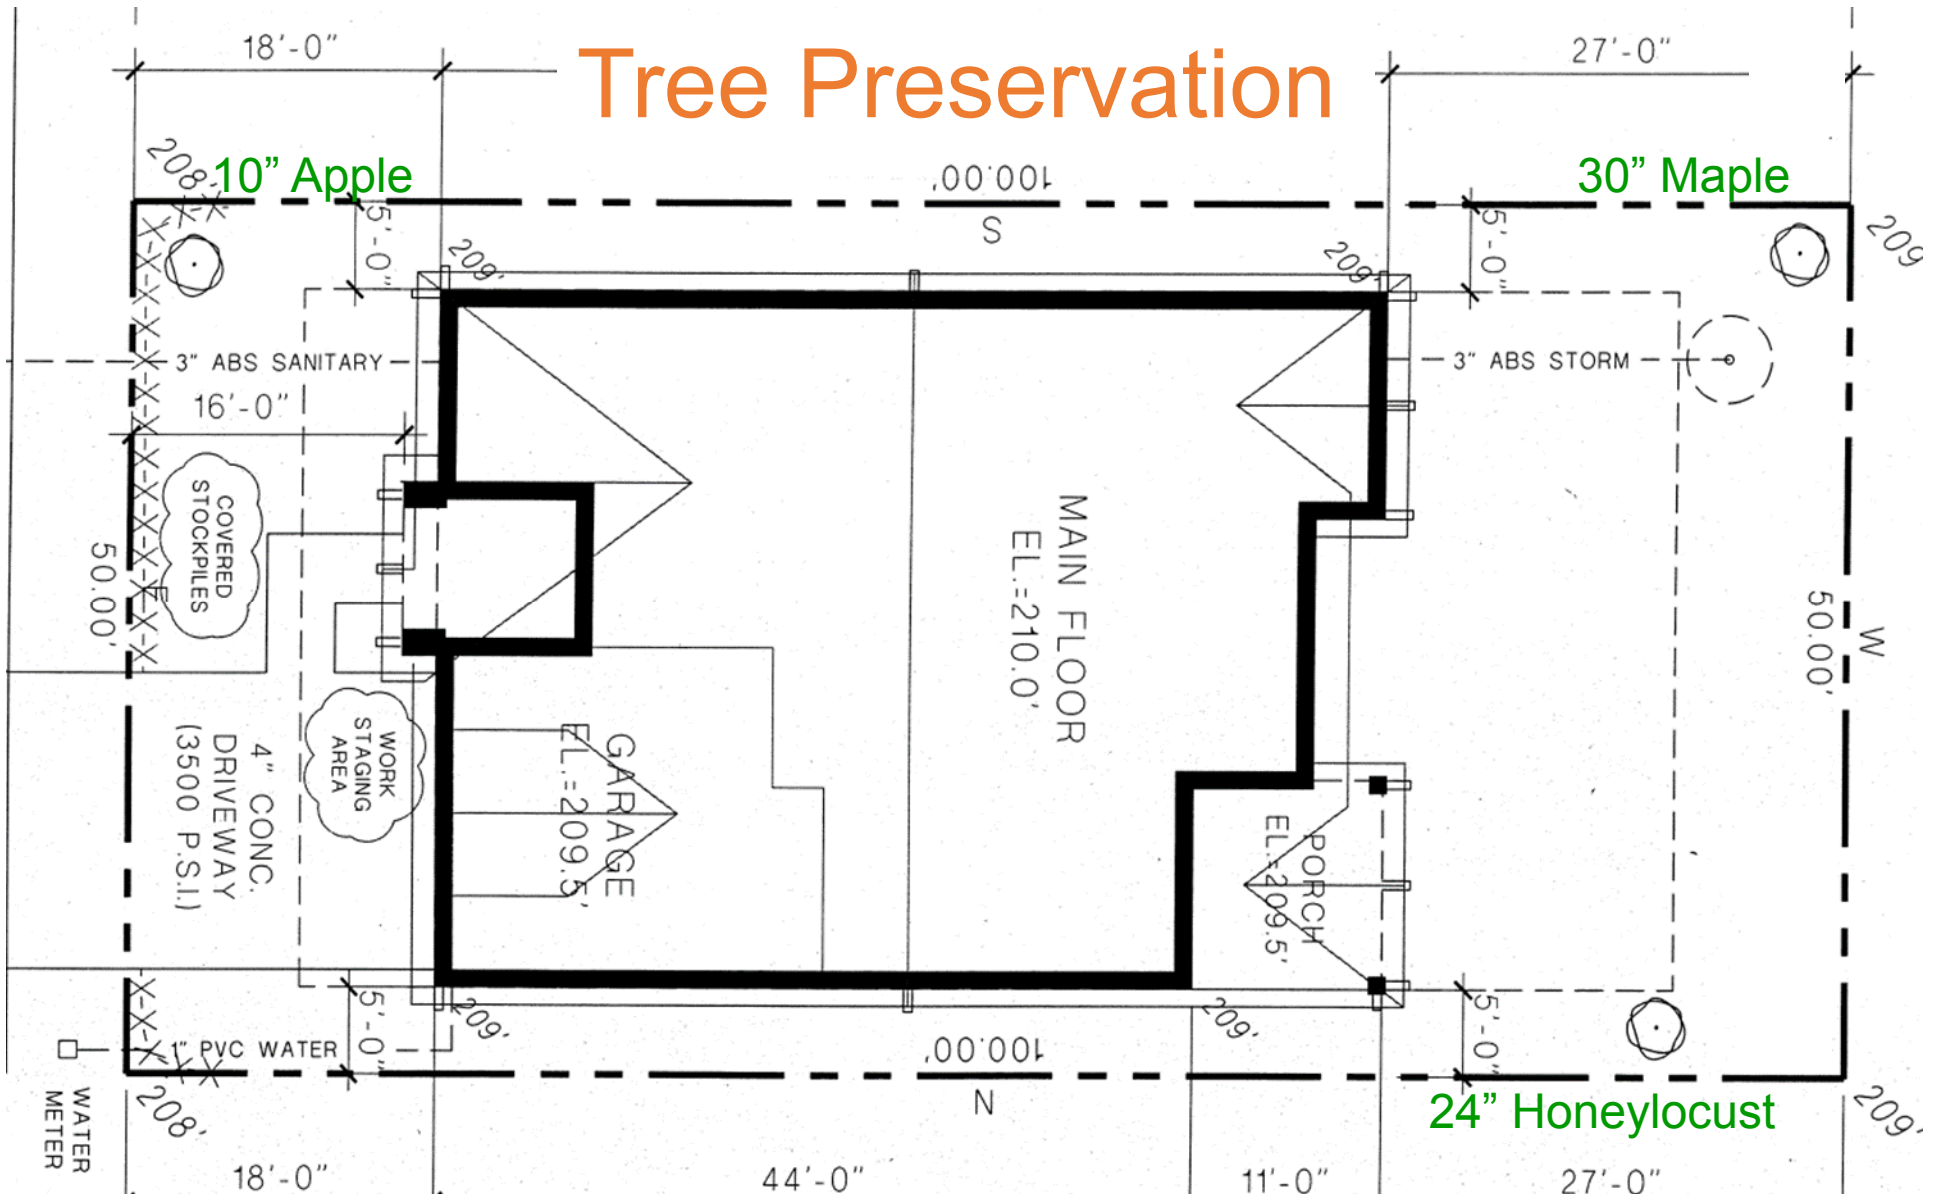 18'-0"
Tree Preservation
27'-0"
208'
10” Apple
100.00'
30” Maple
5'-0"
S
5'-0"
209'
209'
209'
3" ABS SANITARY
3" ABS STORM
16'-0"
COVERED
STOCKPILES
50.00'
MAIN FLOOR
EL.=210.0'
50.00'
W
WORK
STAGING
AREA
4" CONC.
DRIVEWAY
(3500 P.S.I.)
GARAGE
EL.=209.5'
PORCH
EL.=209.5'
5'-0"
209'
209'
5'-0"
1" PVC WATER
100.00'
N
WATER
METER
208'
24” Honeylocust
209'
18'-0"
44'-0"
11'-0"
27'-0"